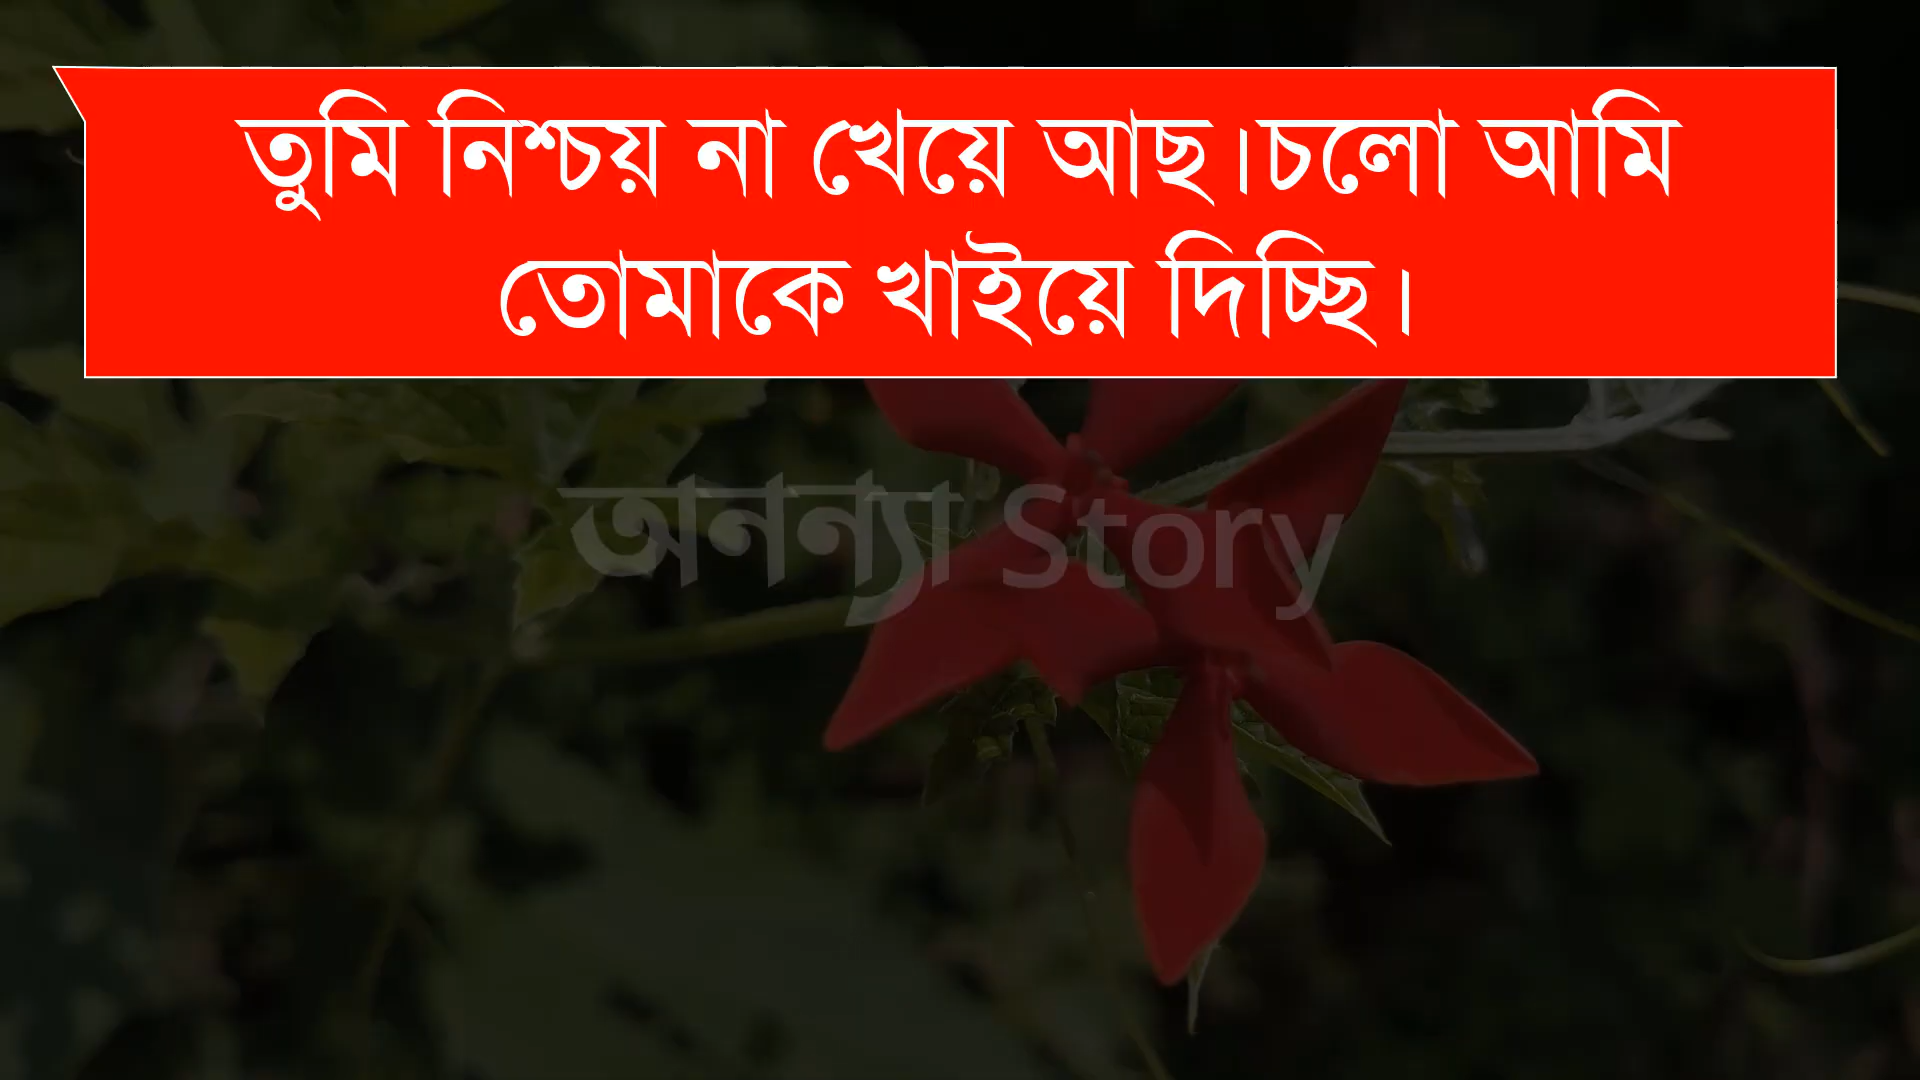 তুমি নিশ্চয় না খেয়ে আছ।চলো আমি
তোমাকে খাইয়ে দিচ্ছি।
অনন্যা Story